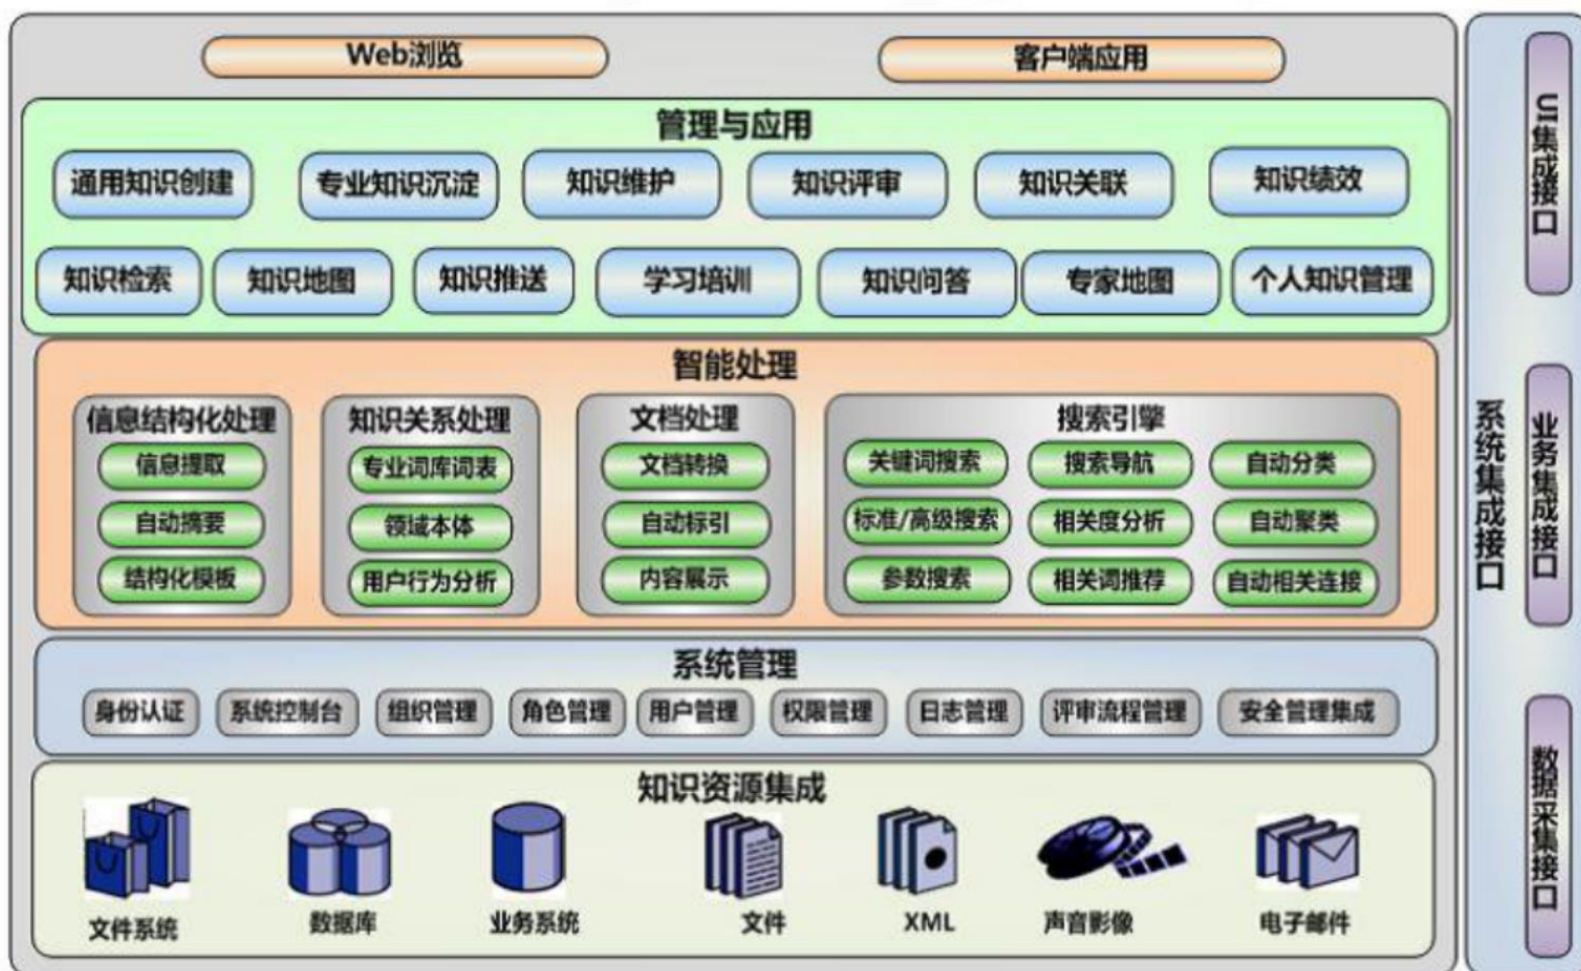 Web浏览
客户端应用
管理与应用
通用知识创建
专业知识沉淀
知识维护
知识评审
知识关联
知识绩效
知识检索
知识地图
知识推送
学习培训
知识问答
专家地图
个人知识管理
智能处理
信息结构化处理
信息提取
自动摘要
结构化模板
知识关系处理
专业词库词表
领域本体
用户行为分析
文档处理
文档转换
自动标引
内容展示
搜索引擎
关键词搜索
搜索导航
自动分类
标准/高级搜索
相关度分析
自动聚类
参数搜索
相关词推荐
自动相关连接
系统管理
身份认证
系统控制台
组织管理
角色管理
用户管理
权限管理
日志管理
评审流程管理
安全管理集成
知识资源集成
文件系统
数据库
业务系统
文件
XML
声音影像
电子邮件
系统集成接口
UI集成接口
业务集成接口
数据采集接口